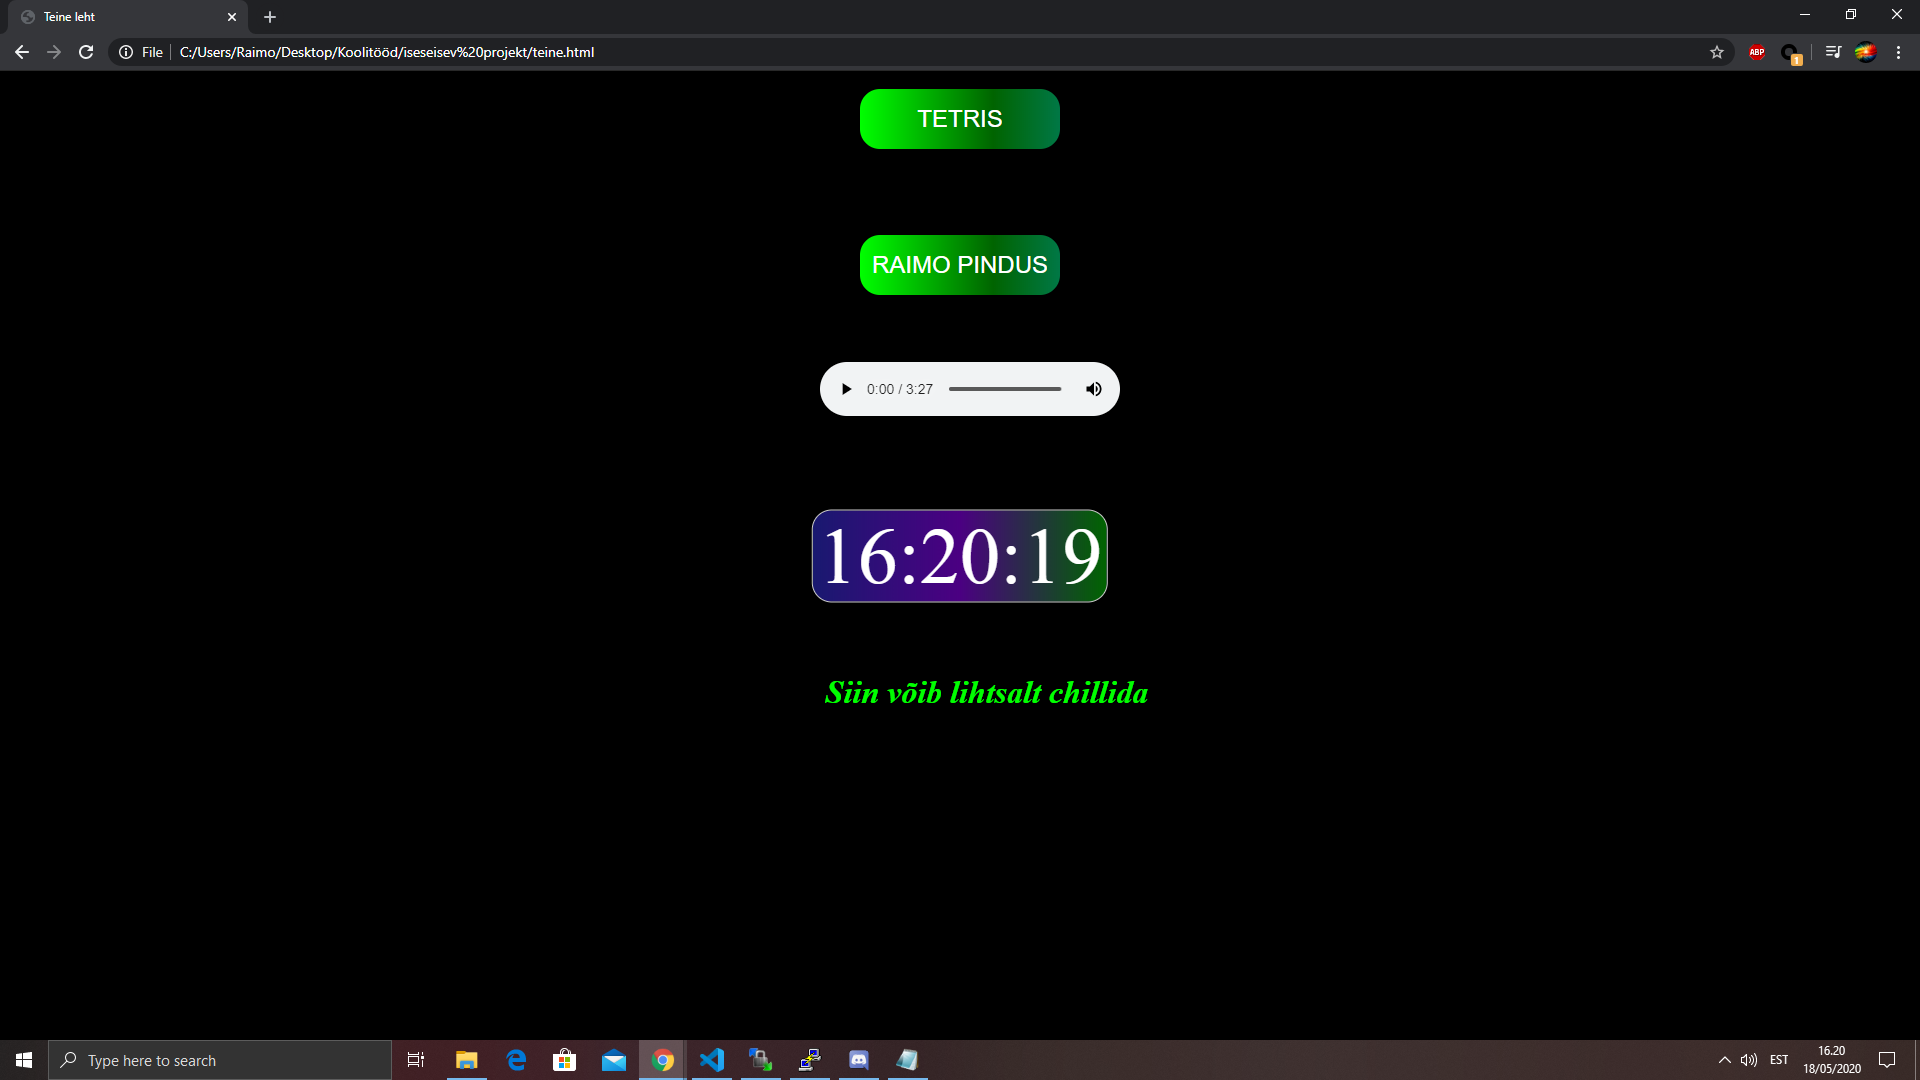 Teine leht
File C:/Users/Raimo/Desktop/Koolitööd/iseseisev%20projekt/teine.html
ABP
1
TETRIS
RAIMO PINDUS
0:00 / 3:27
16:20:19
Siin võib lihtsalt chillida
Type here to search
EST
16.20
18/05/2020